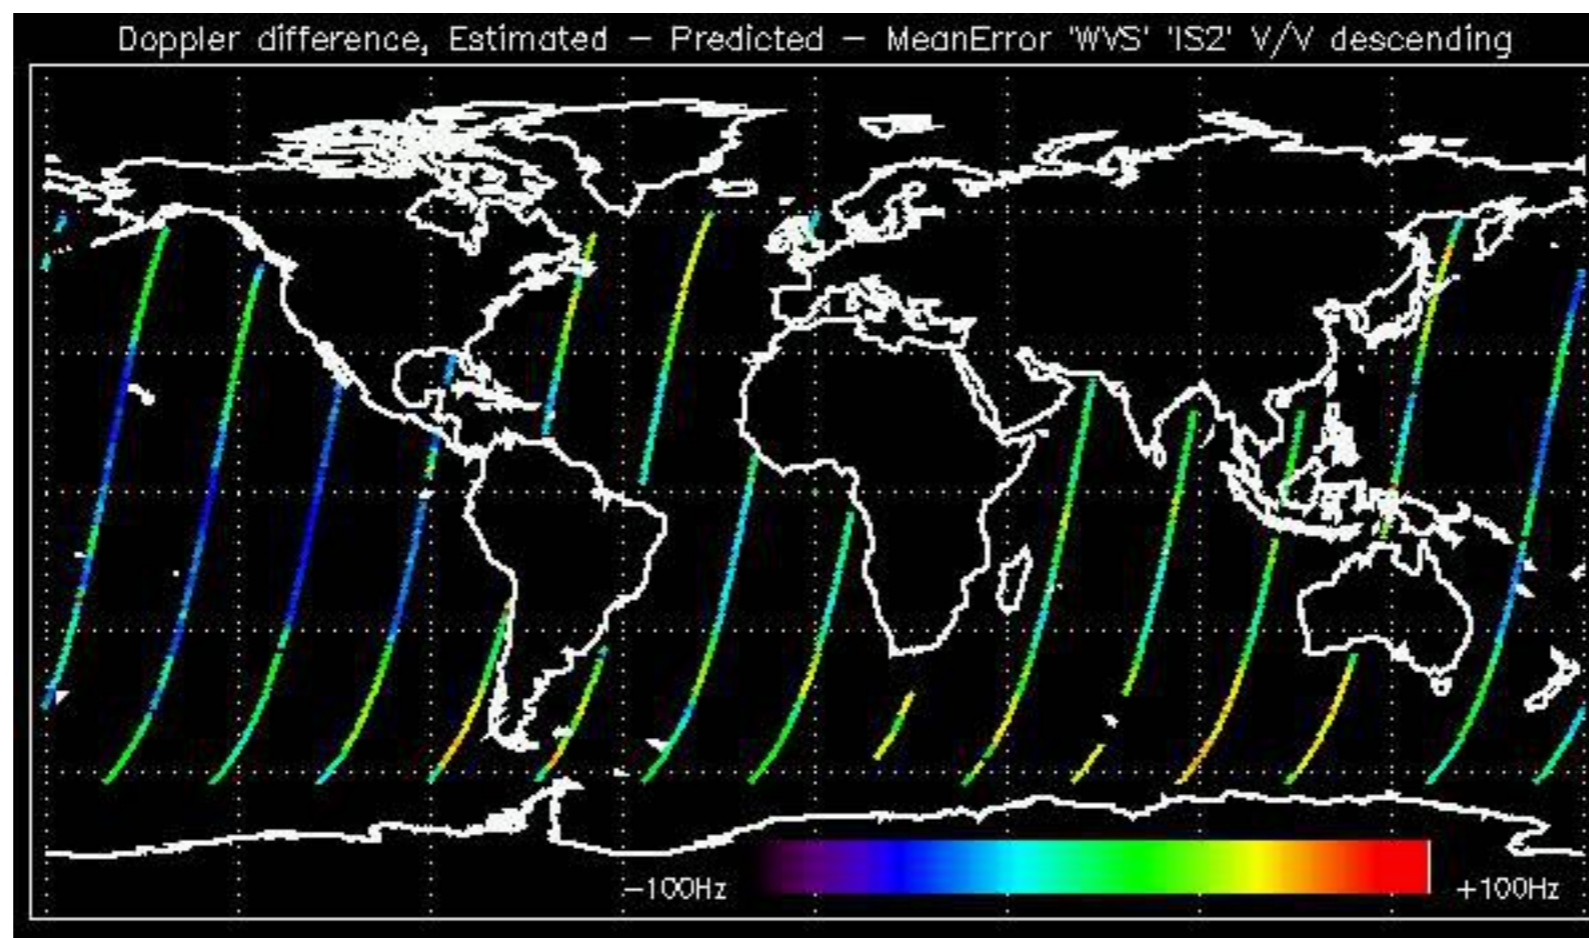 Doppler difference, Estimated – Predicted – MeanError 'WVS' 'IS2' V/V descending
–100Hz
+100Hz